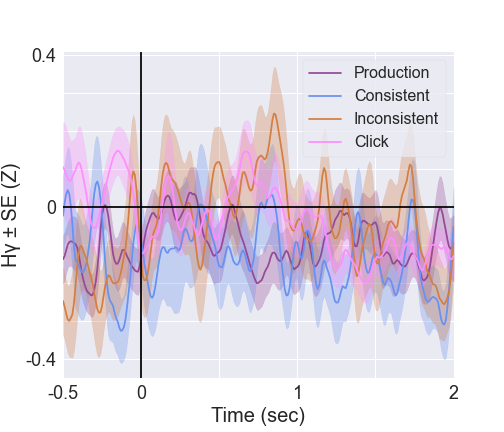 0.4
Production
Consistent
Inconsistent
Click
Hγ ± SE (Z)
0
-0.4
-0.5 0 1 2
Time (sec)